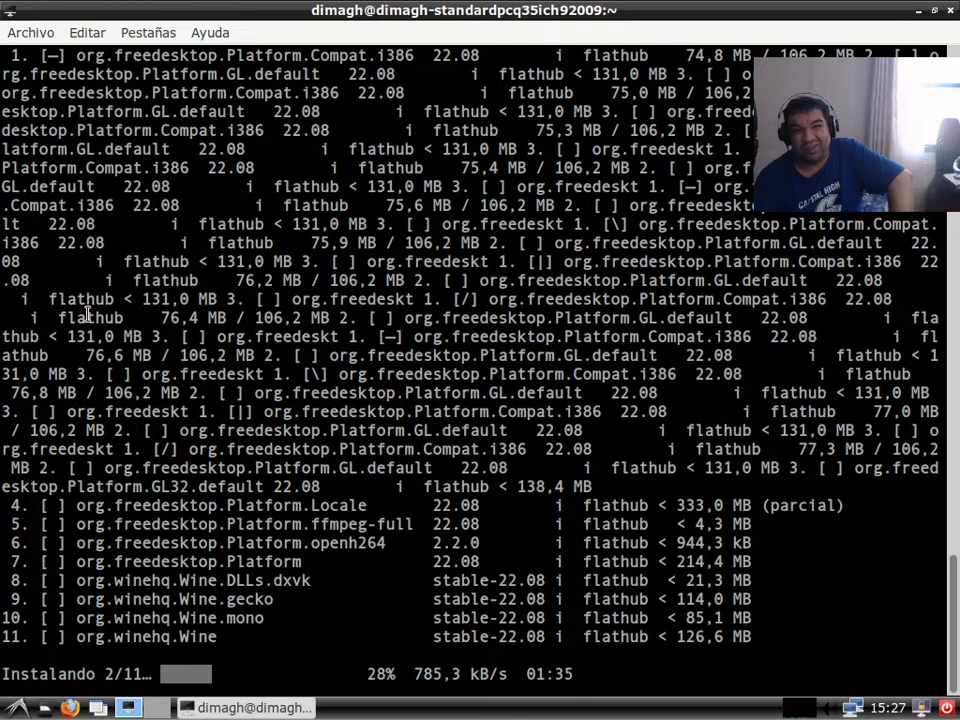 dimagh@dimagh-standardpcq35ich92009:~
Archivo Editar Pestañas Ayuda
1. [—] org.freedesktop.Platform.Compat.i386 22.08 i flathub 74,8 MB / 106,2 MB 2. [ ] o
rg.freedesktop.Platform.GL.default 22.08 i flathub < 131,0 MB 3. [ ] o
org.freedesktop.Platform.Compat.i386 22.08 i flathub 75,0 MB / 106,2
esktop.Platform.GL.default 22.08 i flathub < 131,0 MB 3. [ ] org.
desktop.Platform.Compat.i386 22.08 i flathub 75,3 MB / 106,2 MB 2. [
latform.GL.default 22.08 i flathub < 131,0 MB 3. [ ] org.freedeskt 1.
Platform.Compat.i386 22.08 i flathub 75,4 MB / 106,2 MB 2. [ ]
GL.default 22.08 i flathub < 131,0 MB 3. [ ] org.freedeskt 1. [—]
.Compat.i386 22.08 i flathub 75,6 MB / 106,2 MB 2. [ ] org.freedesktop.Platform.
lt 22.08 i flathub < 131,0 MB 3. [ ] org.freedeskt 1. [\] org.freedesktop.Platform.Compat.
i386 22.08 i flathub 75,9 MB / 106,2 MB 2. [ ] org.freedesktop.Platform.GL.default 22.
08 i flathub < 131,0 MB 3. [ ] org.freedeskt 1. [|] org.freedesktop.Platform.Compat.i386 22
.08 i flathub 76,2 MB / 106,2 MB 2. [ ] org.freedesktop.Platform.GL.default 22.08
i flathub < 131,0 MB 3. [ ] org.freedeskt 1. [/] org.freedesktop.Platform.Compat.i386 22.08
i flathub 76,4 MB / 106,2 MB 2. [ ] org.freedesktop.Platform.GL.default 22.08 i fla
thub < 131,0 MB 3. [ ] org.freedeskt 1. [—] org.freedesktop.Platform.Compat.i386 22.08 i fl
athub 76,6 MB / 106,2 MB 2. [ ] org.freedesktop.Platform.GL.default 22.08 i flathub < 1
31,0 MB 3. [ ] org.freedeskt 1. [\] org.freedesktop.Platform.Compat.i386 22.08 i flathub
76,8 MB / 106,2 MB 2. [ ] org.freedesktop.Platform.GL.default 22.08 i flathub < 131,0 MB
3. [ ] org.freedeskt 1. [|] org.freedesktop.Platform.Compat.i386 22.08 i flathub 77,0 MB
/ 106,2 MB 2. [ ] org.freedesktop.Platform.GL.default 22.08 i flathub < 131,0 MB 3. [ ] o
rg.freedeskt 1. [/] org.freedesktop.Platform.Compat.i386 22.08 i flathub 77,3 MB / 106,2
MB 2. [ ] org.freedesktop.Platform.GL.default 22.08 i flathub < 131,0 MB 3. [ ] org.freed
esktop.Platform.GL32.default 22.08 i flathub < 138,4 MB
4. [ ] org.freedesktop.Platform.Locale 22.08 i flathub < 333,0 MB (parcial)
5. [ ] org.freedesktop.Platform.ffmpeg-full 22.08 i flathub < 4,3 MB
6. [ ] org.freedesktop.Platform.openh264 2.2.0 i flathub < 944,3 kB
7. [ ] org.freedesktop.Platform 22.08 i flathub < 214,4 MB
8. [ ] org.winehq.Wine.DLLs.dxvk stable-22.08 i flathub < 21,3 MB
9. [ ] org.winehq.Wine.gecko stable-22.08 i flathub < 114,0 MB
10. [ ] org.winehq.Wine.mono stable-22.08 i flathub < 85,1 MB
11. [ ] org.winehq.Wine stable-22.08 i flathub < 126,6 MB
Instalando 2/11… 28% 785,3 kB/s 01:35
dimagh@dimagh... 15:27